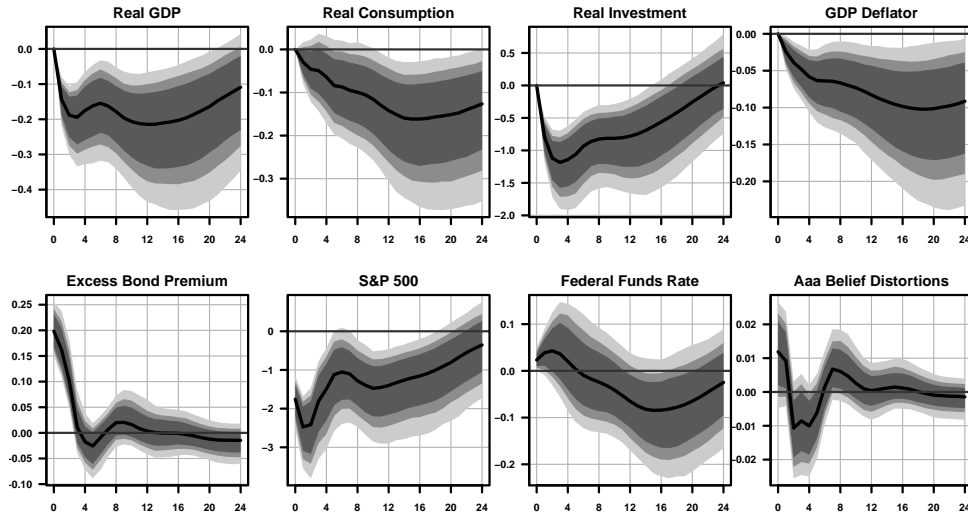 Real GDP
0.0
−0.1
−0.2
−0.3
−0.4
0 4 8 12 16 20 24
Real Consumption
0.0
−0.1
−0.2
−0.3
0 4 8 12 16 20 24
Real Investment
0.5
0.0
−0.5
−1.0
−1.5
−2.0
0 4 8 12 16 20 24
GDP Deflator
0.00
−0.05
−0.10
−0.15
−0.20
0 4 8 12 16 20 24
Excess Bond Premium
0.25
0.20
0.15
0.10
0.05
0.00
−0.05
−0.10
0 4 8 12 16 20 24
S&P 500
0
−1
−2
−3
0 4 8 12 16 20 24
Federal Funds Rate
0.1
0.0
−0.1
−0.2
0 4 8 12 16 20 24
Aaa Belief Distortions
0.02
0.01
0.00
−0.01
−0.02
0 4 8 12 16 20 24